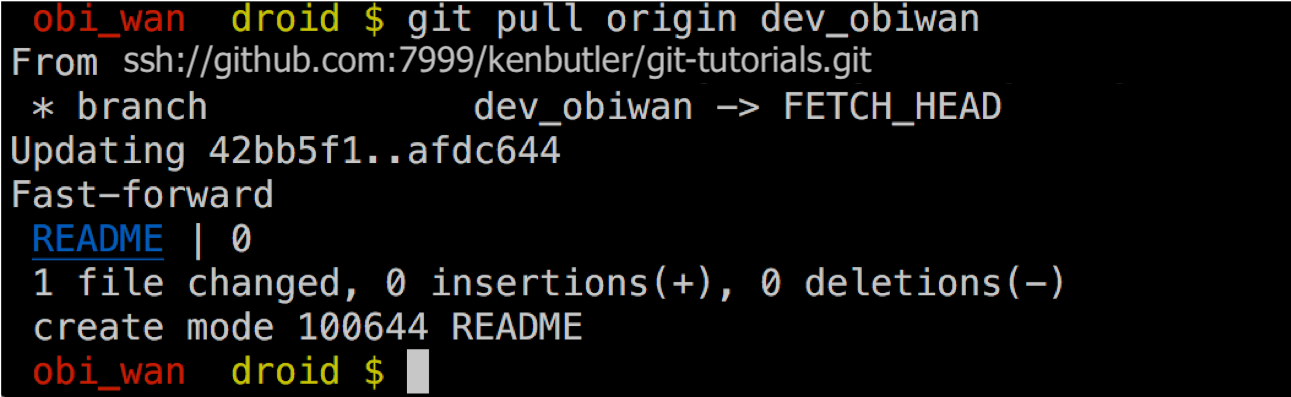 obi_wan droid $ git pull origin dev_obiwan
From ssh://github.com:7999/kenbutler/git-tutorials.git
* branch dev_obiwan -> FETCH_HEAD
Updating 42bb5f1..afdc644
Fast-forward
README | 0
1 file changed, 0 insertions(+), 0 deletions(-)
create mode 100644 README
obi_wan droid $